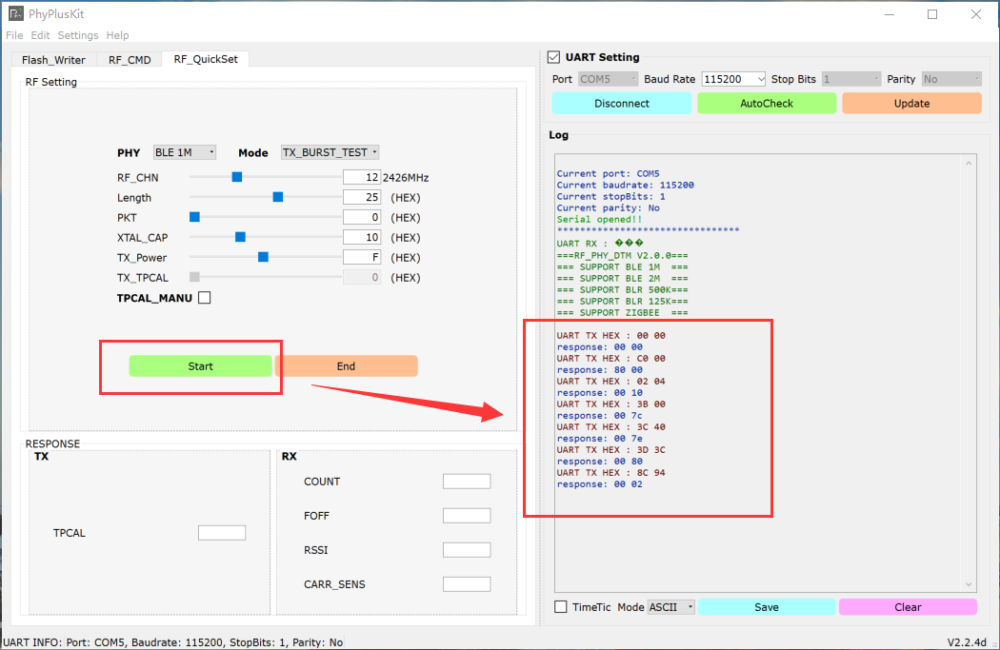 PhyPlusKit
File Edit Settings Help
Flash_Writer RF_CMD RF_QuickSet
RF Setting
PHY BLE 1M Mode TX_BURST_TEST
RF_CHN 12 2426MHz
Length 25 (HEX)
PKT 0 (HEX)
XTAL_CAP 10 (HEX)
TX_Power F (HEX)
TX_TPCAL 0 (HEX)
TPCAL_MANU
Start End
RESPONSE
TX
TPCAL
RX
COUNT
FOFF
RSSI
CARR_SENS
UART Setting
Port COM5 Baud Rate 115200 Stop Bits 1 Parity No
Disconnect AutoCheck Update
Log
Current port: COM5
Current baudrate: 115200
Current stopBits: 1
Current parity: No
Serial opened!!
********************************
UART RX : ���
===RF_PHY_DTM V2.0.0===
=== SUPPORT BLE 1M ===
=== SUPPORT BLE 2M ===
=== SUPPORT BLR 500K===
=== SUPPORT BLR 125K===
=== SUPPORT ZIGBEE ===
UART TX HEX : 00 00
response: 00 00
UART TX HEX : C0 00
response: 80 00
UART TX HEX : 02 04
response: 00 10
UART TX HEX : 3B 00
response: 00 7c
UART TX HEX : 3C 40
response: 00 7e
UART TX HEX : 3D 3C
response: 00 80
UART TX HEX : 8C 94
response: 00 02
TimeTic Mode ASCII Save Clear
UART INFO: Port: COM5, Baudrate: 115200, StopBits: 1, Parity: No
V2.2.4d